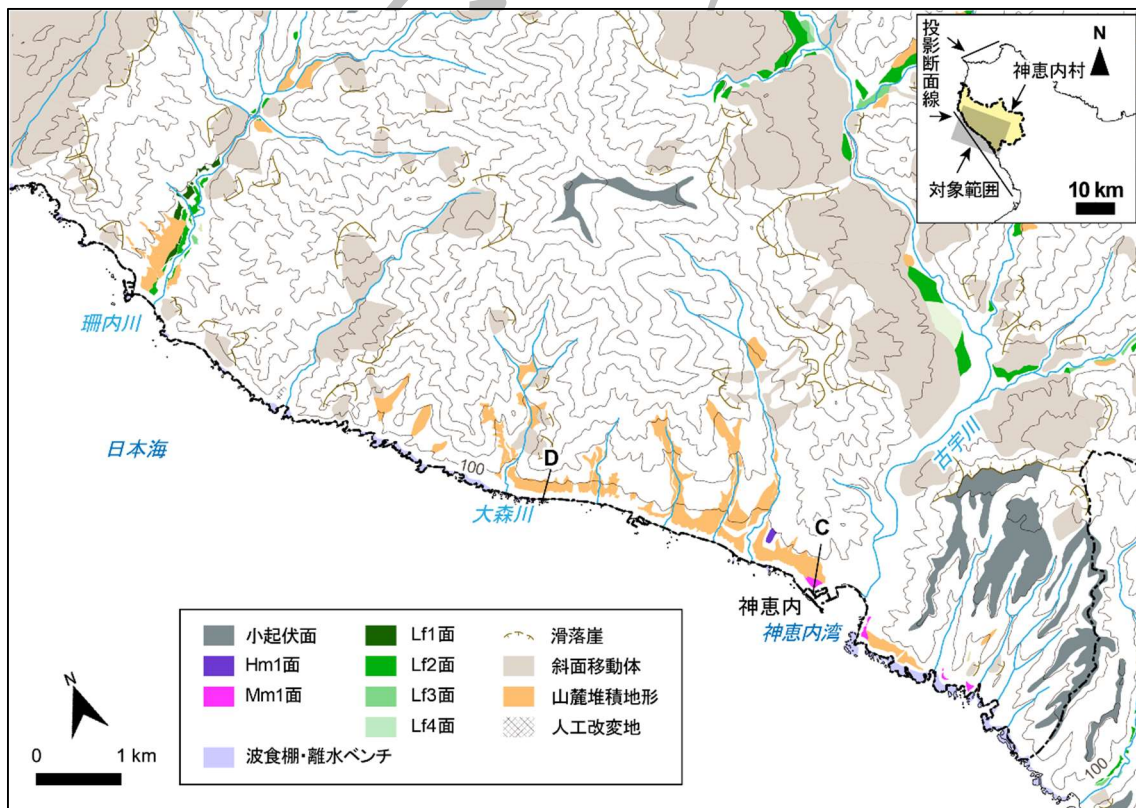 投影断面線
N
神恵内村
対象範囲
10 km
珊内川
日本海
100
D
大森川
古宇川
C
神恵内
神恵内湾
100
N
0
1 km
小起伏面
Hm1面
Mm1面
波食棚・離水ベンチ
Lf1面
Lf2面
Lf3面
Lf4面
滑落崖
斜面移動体
山麓堆積地形
人工改変地